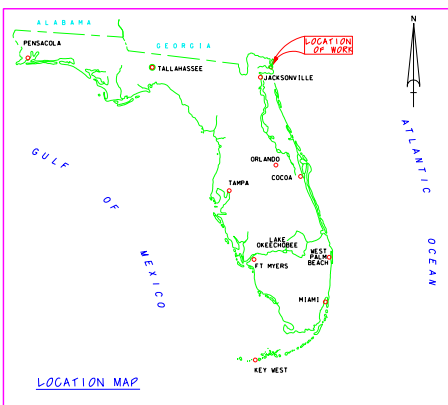 ALABAMA
N
PENSACOLA
GEORGIA
LOCATION
OF WORK
TALLAHASSEE
JACKSONVILLE
ATLANTIC
OCEAN
GULF
OF
MEXICO
ORLANDO
COCOA
TAMPA
LAKE
OKEECHOBEE
WEST
PALM
BEACH
FT MYERS
MIAMI
KEY WEST
LOCATION MAP